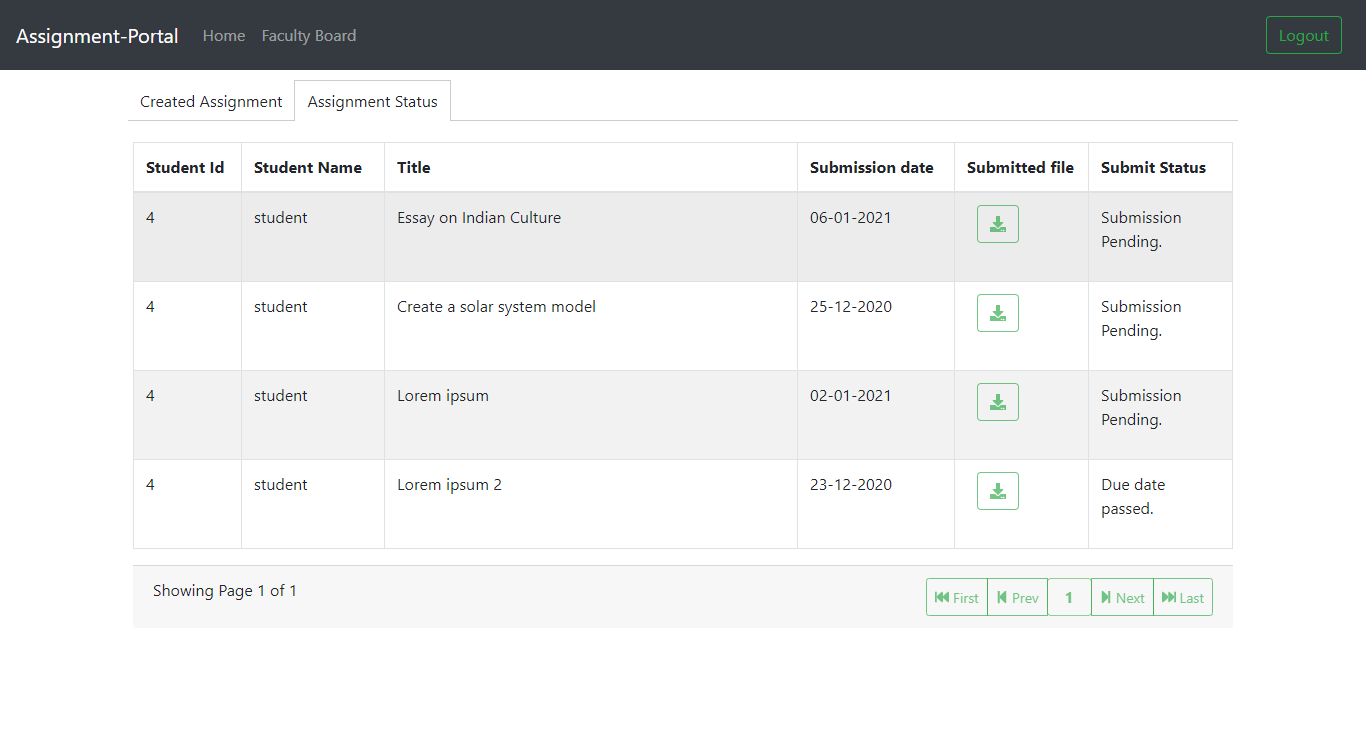 Assignment-Portal Home Faculty Board Logout
Created Assignment Assignment Status
Student Id Student Name Title Submission date Submitted file Submit Status
4 student Essay on Indian Culture 06-01-2021 Submission
Pending.
4 student Create a solar system model 25-12-2020 Submission
Pending.
4 student Lorem ipsum 02-01-2021 Submission
Pending.
4 student Lorem ipsum 2 23-12-2020 Due date
passed.
Showing Page 1 of 1 First Prev 1 Next Last